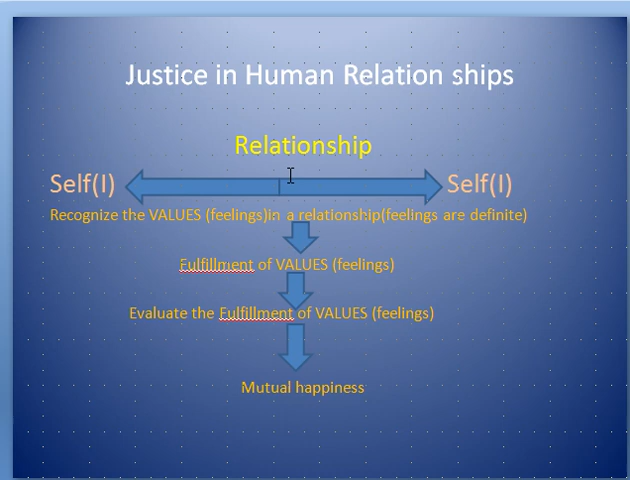 Justice in Human Relation ships
Relationship
Self(I) Self(I)
Recognize the VALUES (feelings)in a relationship(feelings are definite)
Fulfillment of VALUES (feelings)
Evaluate the Fulfillment of VALUES (feelings)
Mutual happiness